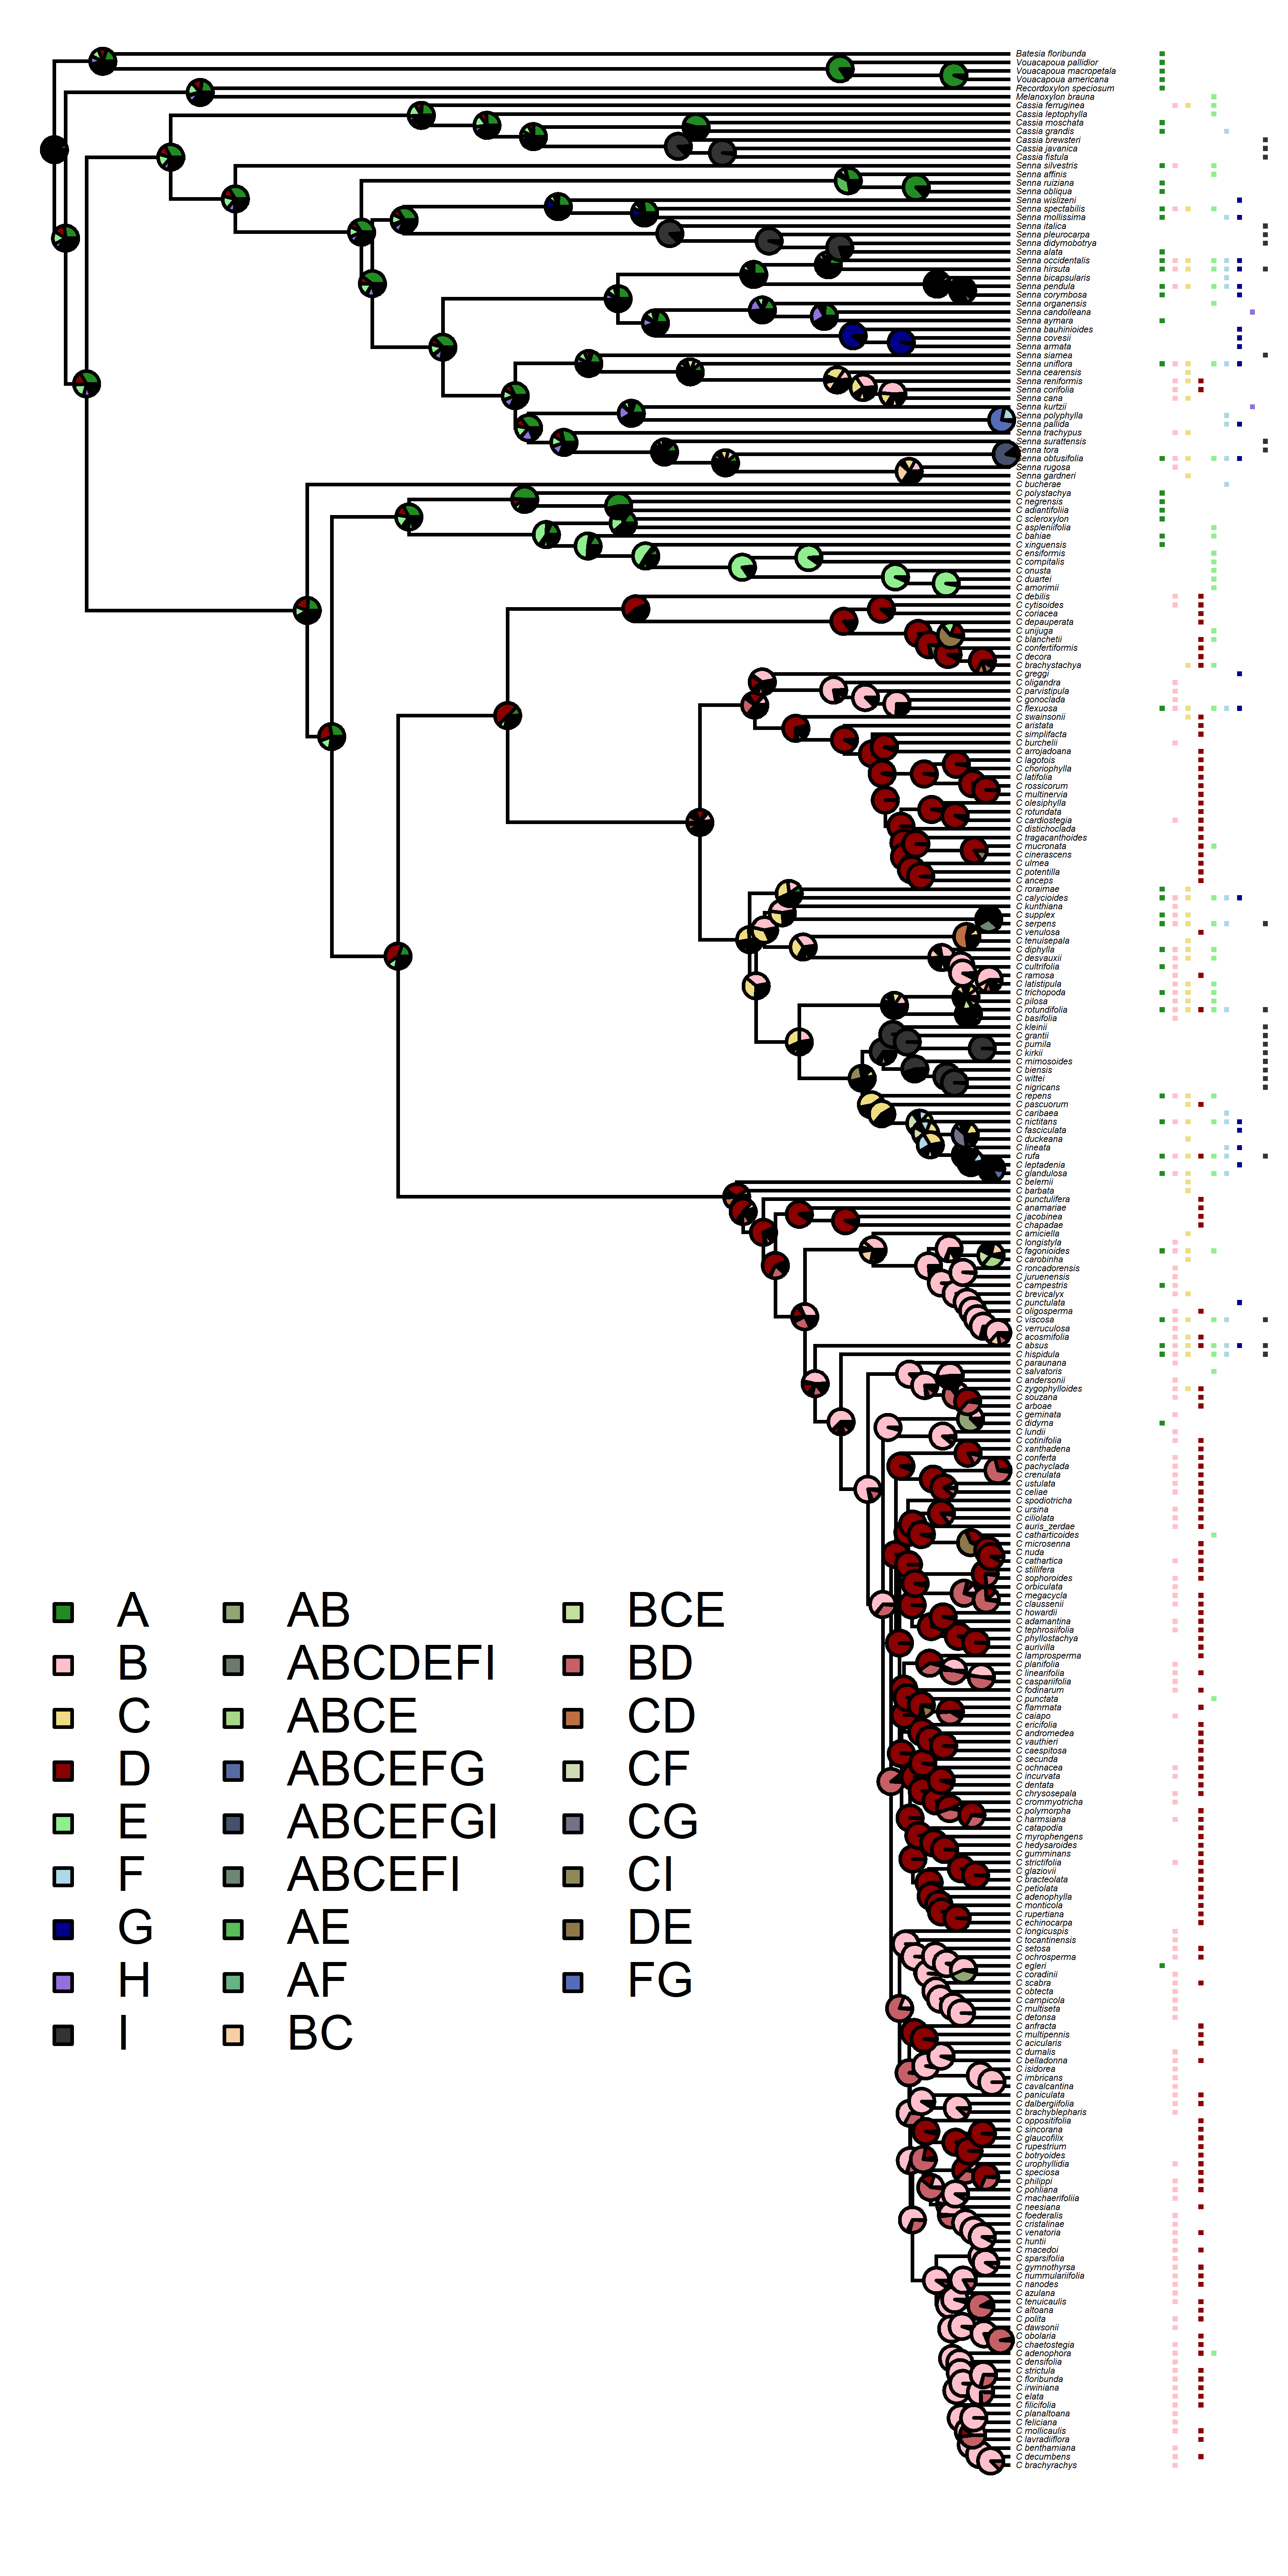 Batesia floribunda
Vouacapoua pallidior
Vouacapoua macropetala
Vouacapoua americana
Recordoxylon speciosum
Melanoxylon brauna
Cassia ferruginea
Cassia leptophylla
Cassia moschata
Cassia grandis
Cassia brewsteri
Cassia javanica
Cassia fistula
Senna silvestris
Senna affinis
Senna ruiziana
Senna obliqua
Senna wislizeni
Senna spectabilis
Senna mollissima
Senna italica
Senna pleurocarpa
Senna didymobotrya
Senna alata
Senna occidentalis
Senna hirsuta
Senna bicapsularis
Senna pendula
Senna corymbosa
Senna organensis
Senna candolleana
Senna aymara
Senna bauhinioides
Senna covesii
Senna armata
Senna siamea
Senna uniflora
Senna cearensis
Senna reniformis
Senna corifolia
Senna cana
Senna kurtzii
Senna polyphylla
Senna pallida
Senna trachypus
Senna surattensis
Senna tora
Senna obtusifolia
Senna rugosa
Senna gardneri
C bucherae
C polystachya
C negrensis
C adiantifoliia
C scleroxylon
C aspleniifolia
C bahiae
C xinguensis
C ensiformis
C compitalis
C onusta
C duartei
C amorimii
C debilis
C cytisoides
C coriacea
C depauperata
C unijuga
C blanchetii
C confertiformis
C decora
C brachystachya
C greggi
C oligandra
C parvistipula
C gonoclada
C flexuosa
C swainsonii
C aristata
C simplifacta
C burchelii
C arrojadoana
C lagotois
C choriophylla
C latifolia
C rossicorum
C multinervia
C olesiphylla
C rotundata
C cardiostegia
C distichoclada
C tragacanthoides
C mucronata
C cinerascens
C ulmea
C potentilla
C anceps
C roraimae
C calycioides
C kunthiana
C supplex
C serpens
C venulosa
C tenuisepala
C diphylla
C desvauxii
C cultrifolia
C ramosa
C latistipula
C trichopoda
C pilosa
C rotundifolia
C basifolia
C kleinii
C grantii
C pumila
C kirkii
C mimosoides
C biensis
C wittei
C nigricans
C repens
C pascuorum
C caribaea
C nictitans
C fasciculata
C duckeana
C lineata
C rufa
C leptadenia
C glandulosa
C belemii
C barbata
C punctulifera
C anamariae
C jacobinea
C chapadae
C amiciella
C longistyla
C fagonioides
C carobinha
C roncadorensis
C juruenensis
C campestris
C brevicalyx
C punctulata
C oligosperma
C viscosa
C verruculosa
C acosmifolia
C absus
C hispidula
C paraunana
C salvatoris
C andersonii
C zygophylloides
C souzana
C arboae
C geminata
C didyma
C lundii
C cotinifolia
C xanthadena
C conferta
C pachyclada
C crenulata
C ustulata
C celiae
C spodiotricha
C ursina
C ciliolata
C auris_zerdae
C catharticoides
C microsenna
C nuda
C cathartica
C stillifera
C sophoroides
C orbiculata
C megacycla
C claussenii
C howardii
C adamantina
C tephrosiifolia
C phyllostachya
C aurivilla
C lamprosperma
C planifolia
C linearifolia
C caspariifolia
C fodinarum
C punctata
C flammata
C caiapo
C ericifolia
C andromedea
C vauthieri
C caespitosa
C secunda
C ochnacea
C incurvata
C dentata
C chrysosepala
C crommyotricha
C polymorpha
C harmsiana
C catapodia
C myrophengens
C hedysaroides
C gumminans
C strictifolia
C glaziovii
C bracteolata
C petiolata
C adenophylla
C monticola
C rupertiana
C echinocarpa
C longicuspis
C tocantinensis
C setosa
C ochrosperma
C egleri
C coradinii
C scabra
C obtecta
C campicola
C multiseta
C detonsa
C anfracta
C multipennis
C acicularis
C dumalis
C belladonna
C isidorea
C imbricans
C cavalcantina
C paniculata
C dalbergiifolia
C brachyblepharis
C oppositifolia
C sincorana
C glaucofilix
C rupestrium
C botryoides
C urophyllidia
C speciosa
C philippi
C pohliana
C machaerifoliia
C neesiana
C foederalis
C cristalinae
C venatoria
C huntii
C macedoi
C sparsifolia
C gymnothyrsa
C nummulariifolia
C nanodes
C azulana
C tenuicaulis
C altoana
C polita
C dawsonii
C obolaria
C chaetostegia
C adenophora
C densifolia
C strictula
C floribunda
C irwiniana
C elata
C filicifolia
C planaltoana
C feliciana
C mollicaulis
C lavradiiflora
C benthamiana
C decumbens
C brachyrachys
A
B
C
D
E
F
G
H
I
AB
ABCDEFI
ABCE
ABCEFG
ABCEFGI
ABCEFI
AE
AF
BC
BCE
BD
CD
CF
CG
CI
DE
FG